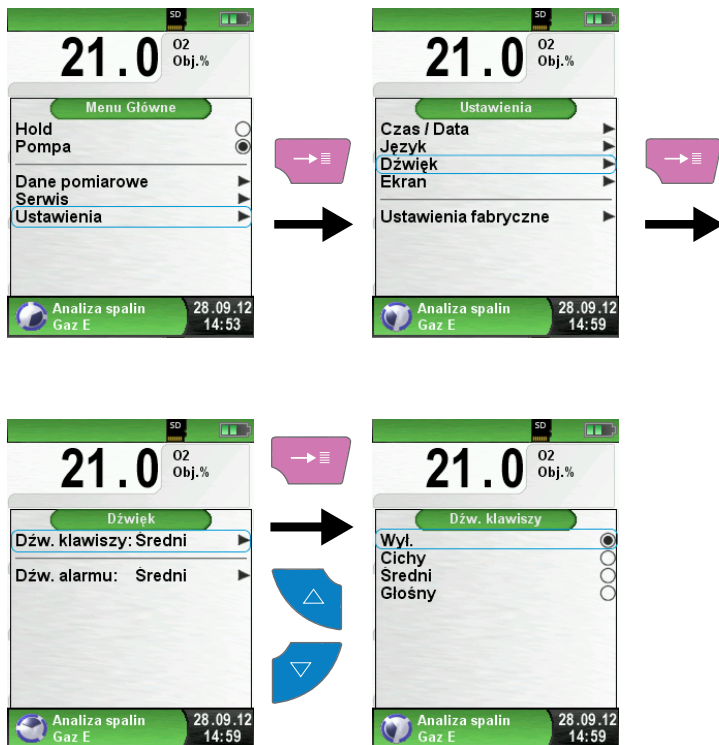 SD
21.0 O2
Obj.%
Menu Główne
Hold
Pompa
Dane pomiarowe
Serwis
Ustawienia
Analiza spalin 28.09.12
Gaz E 14:53
SD
21.0 O2
Obj.%
Ustawienia
Czas / Data
Język
Dźwięk
Ekran
Ustawienia fabryczne
Analiza spalin 28.09.12
Gaz E 14:59
SD
21.0 O2
Obj.%
Dźwięk
Dźw. klawiszy: Średni
Dźw. alarmu: Średni
Analiza spalin 28.09.12
Gaz E 14:59
SD
21.0 O2
Obj.%
Dźw. klawiszy
Wył.
Cichy
Średni
Głośny
Analiza spalin 28.09.12
Gaz E 14:59